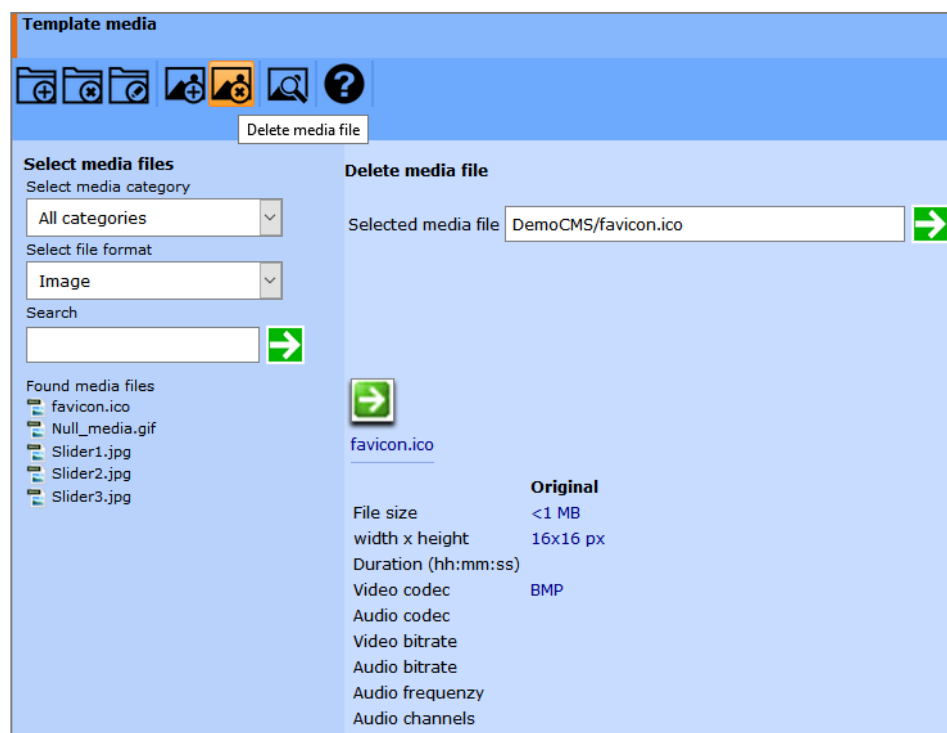 Template media
Delete media file
Select media files
Select media category
All categories
Select file format
Image
Search
Found media files
favicon.ico
Null_media.gif
Slider1.jpg
Slider2.jpg
Slider3.jpg
Delete media file
Selected media file DemoCMS/favicon.ico
favicon.ico
Original
File size <1 MB
width x height 16x16 px
Duration (hh:mm:ss)
Video codec BMP
Audio codec
Video bitrate
Audio bitrate
Audio frequenzy
Audio channels